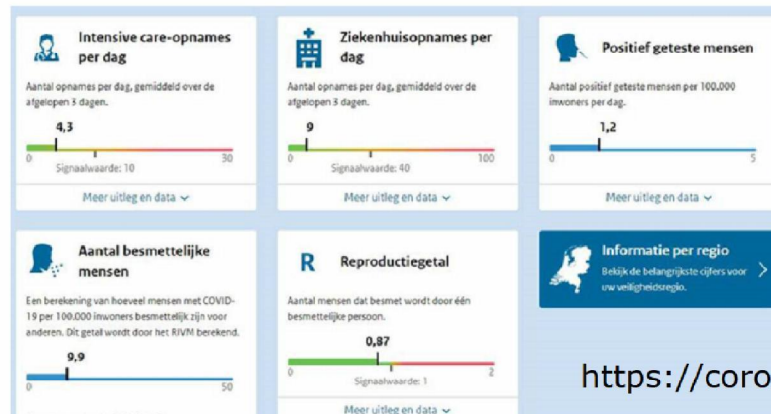 Intensive care-opnames
per dag
Aantal opnames per dag, gemiddeld over de
afgelopen 3 dagen.
4,3
0
30
Signaalwaarde: 10
Meer uitleg en data
Ziekenhuisopnames per
dag
Aantal opnames per dag, gemiddeld over de
afgelopen 3 dagen.
9
0
100
Signaalwaarde: 40
Meer uitleg en data
Positief geteste mensen
Aantal positief geteste mensen per 100.000
inwoners per dag.
1,2
0
5
Meer uitleg en data
Aantal besmettelijke
mensen
Een berekening van hoeveel mensen met COVID-
19 per 100.000 inwoners besmettelijk zijn voor
anderen. Dit getal wordt door het RIVM berekend.
9,9
0
50
R
Reproductiegetal
Aantal mensen dat besmet wordt door één
besmettelijke persoon.
0,87
0
2
Signaalwaarde: 1
Meer uitleg en data
Informatie per regio
Bekijk de belangrijkste cijfers voor
uw veiligheidsregio.
https://coro